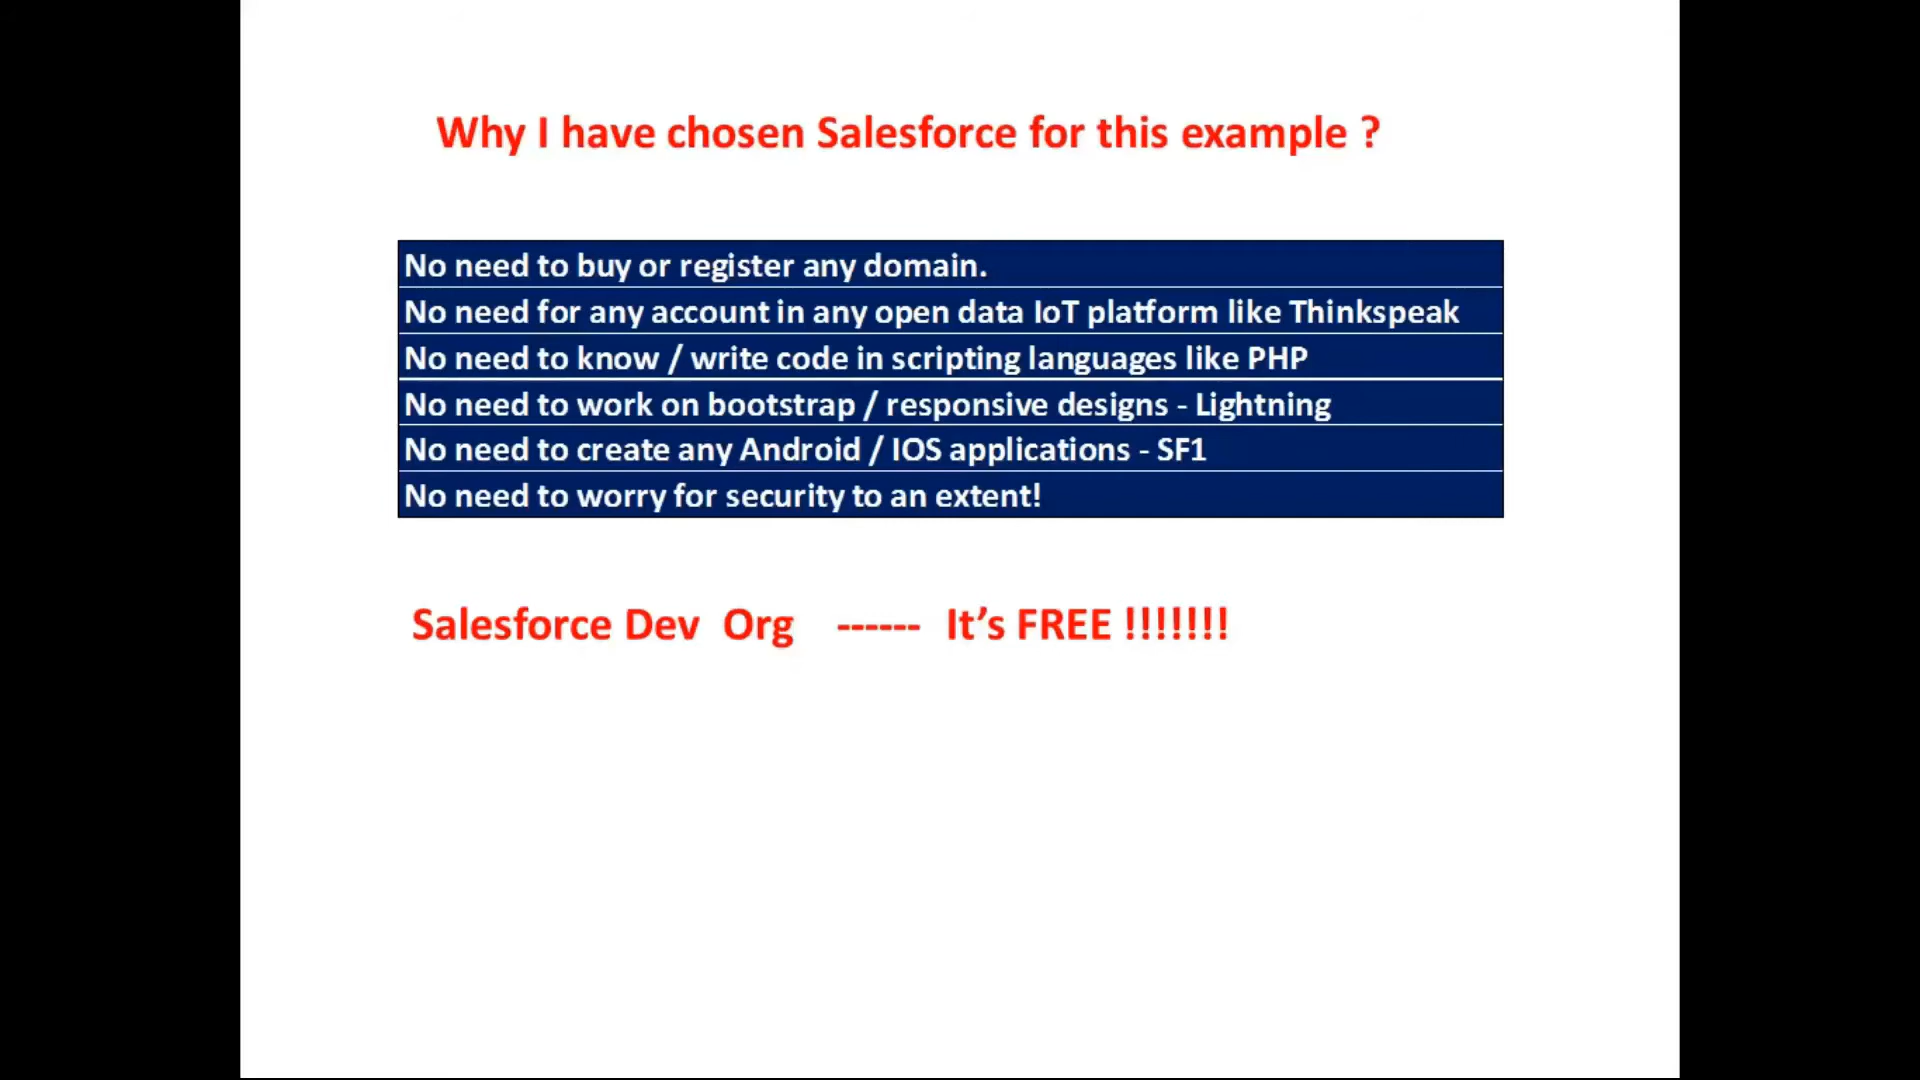 Why I have chosen Salesforce for this example ?
No need to buy or register any domain.
No need for any account in any open data IoT platform like Thinkspeak
No need to know / write code in scripting languages like PHP
No need to work on bootstrap / responsive designs - Lightning
No need to create any Android / IOS applications - SF1
No need to worry for security to an extent!
Salesforce Dev Org ------ It’s FREE !!!!!!!